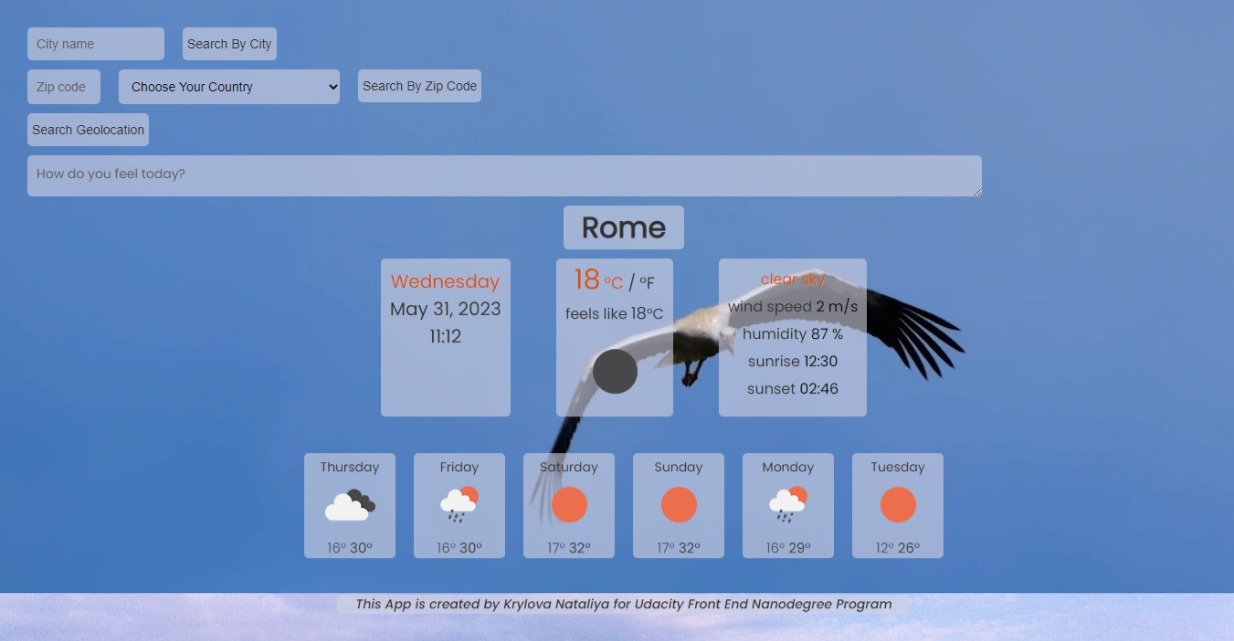 City name
Search By City
Zip code
Choose Your Country
Search By Zip Code
Search Geolocation
How do you feel today?
Rome
Wednesday
May 31, 2023
11:12
18 °C / °F
feels like 18°C
clear sky
wind speed 2 m/s
humidity 87 %
sunrise 12:30
sunset 02:46
Thursday
16° 30°
Friday
16° 30°
Saturday
17° 32°
Sunday
17° 32°
Monday
16° 29°
Tuesday
12° 26°
This App is created by Krylova Nataliya for Udacity Front End Nanodegree Program